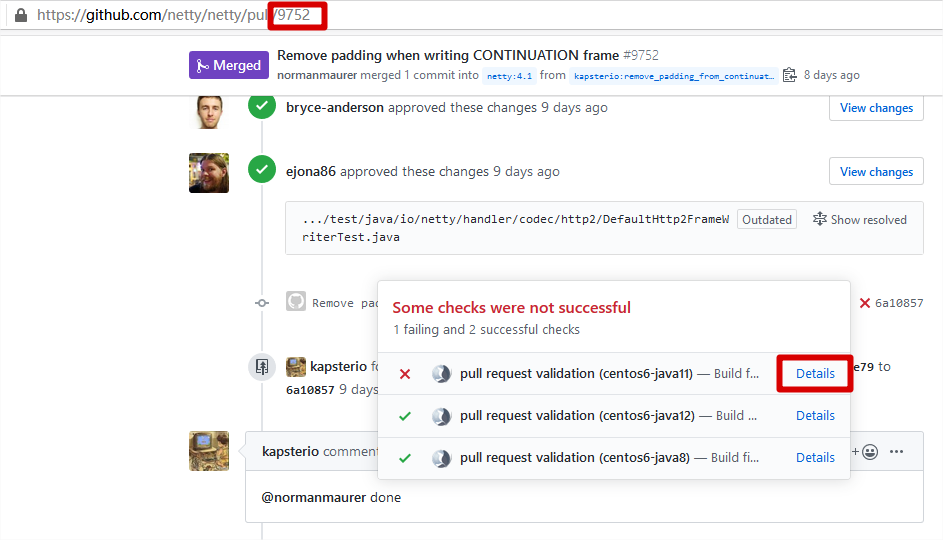 https://github.com/netty/netty/pull/9752
Merged
Remove padding when writing CONTINUATION frame #9752
normanmaurer merged 1 commit into netty:4.1 from kapsterio:remove_padding_from_continuat… 8 days ago
bryce-anderson approved these changes 9 days ago
View changes
ejona86 approved these changes 9 days ago
View changes
.../test/java/io/netty/handler/codec/http2/DefaultHttp2FrameW
riterTest.java
Outdated
Show resolved
Remove pad
6a10857
Some checks were not successful
1 failing and 2 successful checks
pull request validation (centos6-java11) — Build f... Details
pull request validation (centos6-java12) — Build ... Details
pull request validation (centos6-java8) — Build fi... Details
kapsterio fo
e79 to
6a10857 9 days
kapsterio comment
@normanmaurer done